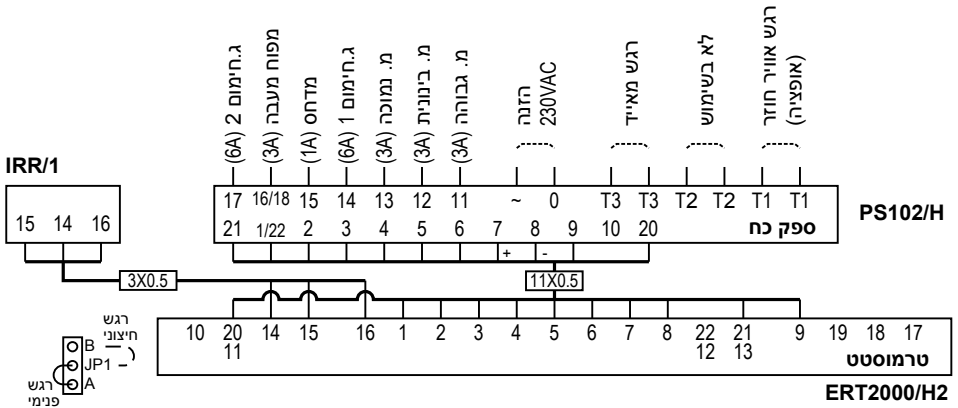 ג.חימום 2 (6A)
מפוח מעבה (3A)
מדחס (1A)
ג.חימום 1 (6A)
מ. נמוכה (3A)
מ. בינונית (3A)
מ. גבוהה (3A)
הזנה
230VAC
רגש מאייד
לא בשימוש
רגש אוויר חוזר
(אופציה)
IRR/1
15 14 16
17 16/18 15 14 13 12 11 ~ 0 T3 T3 T2 T2 T1 T1
21 1/22 2 3 4 5 6 7 8 9 10 20 ספק כח
+ -
PS102/H
3X0.5
11X0.5
10 20 14 15 16 1 2 3 4 5 6 7 8 22 21 9 19 18 17
11 12 13
טרמוסטט
ERT2000/H2
רגש
חיצוני
B
JP1
A
רגש
פנימי